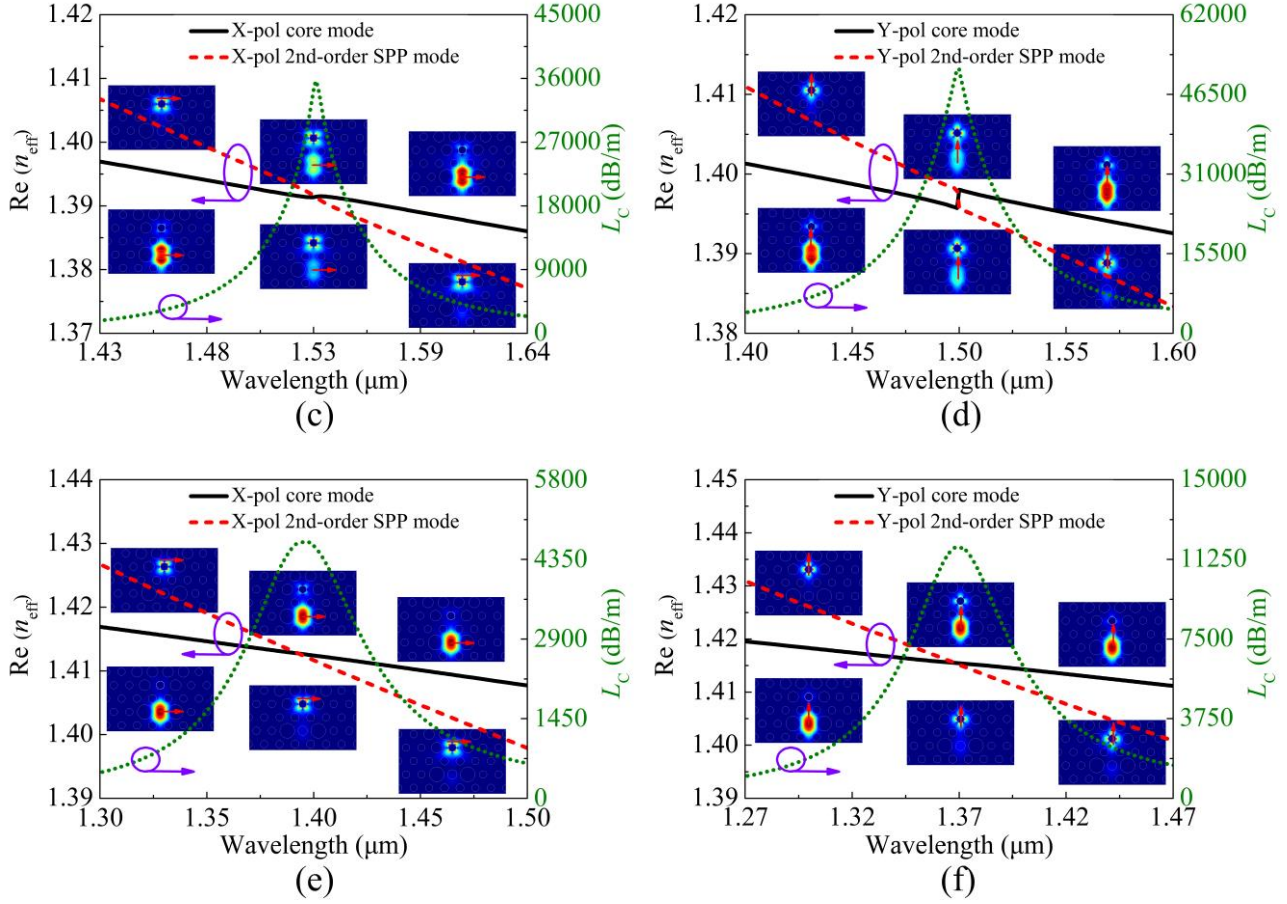 1.42
1.41
1.40
1.39
1.38
1.37
Re (neff)
X-pol core mode
X-pol 2nd-order SPP mode
45000
36000
27000
18000
9000
0
LC (dB/m)
1.43 1.48 1.53 1.59 1.64
Wavelength (μm)
(c)
1.42
1.41
1.40
1.39
1.38
Re (neff)
Y-pol core mode
Y-pol 2nd-order SPP mode
62000
46500
31000
15500
0
LC (dB/m)
1.40 1.45 1.50 1.55 1.60
Wavelength (μm)
(d)
1.44
1.43
1.42
1.41
1.40
1.39
Re (neff)
X-pol core mode
X-pol 2nd-order SPP mode
5800
4350
2900
1450
0
LC (dB/m)
1.30 1.35 1.40 1.45 1.50
Wavelength (μm)
(e)
1.45
1.44
1.43
1.42
1.41
1.40
1.39
Re (neff)
Y-pol core mode
Y-pol 2nd-order SPP mode
15000
11250
7500
3750
0
LC (dB/m)
1.27 1.32 1.37 1.42 1.47
Wavelength (μm)
(f)